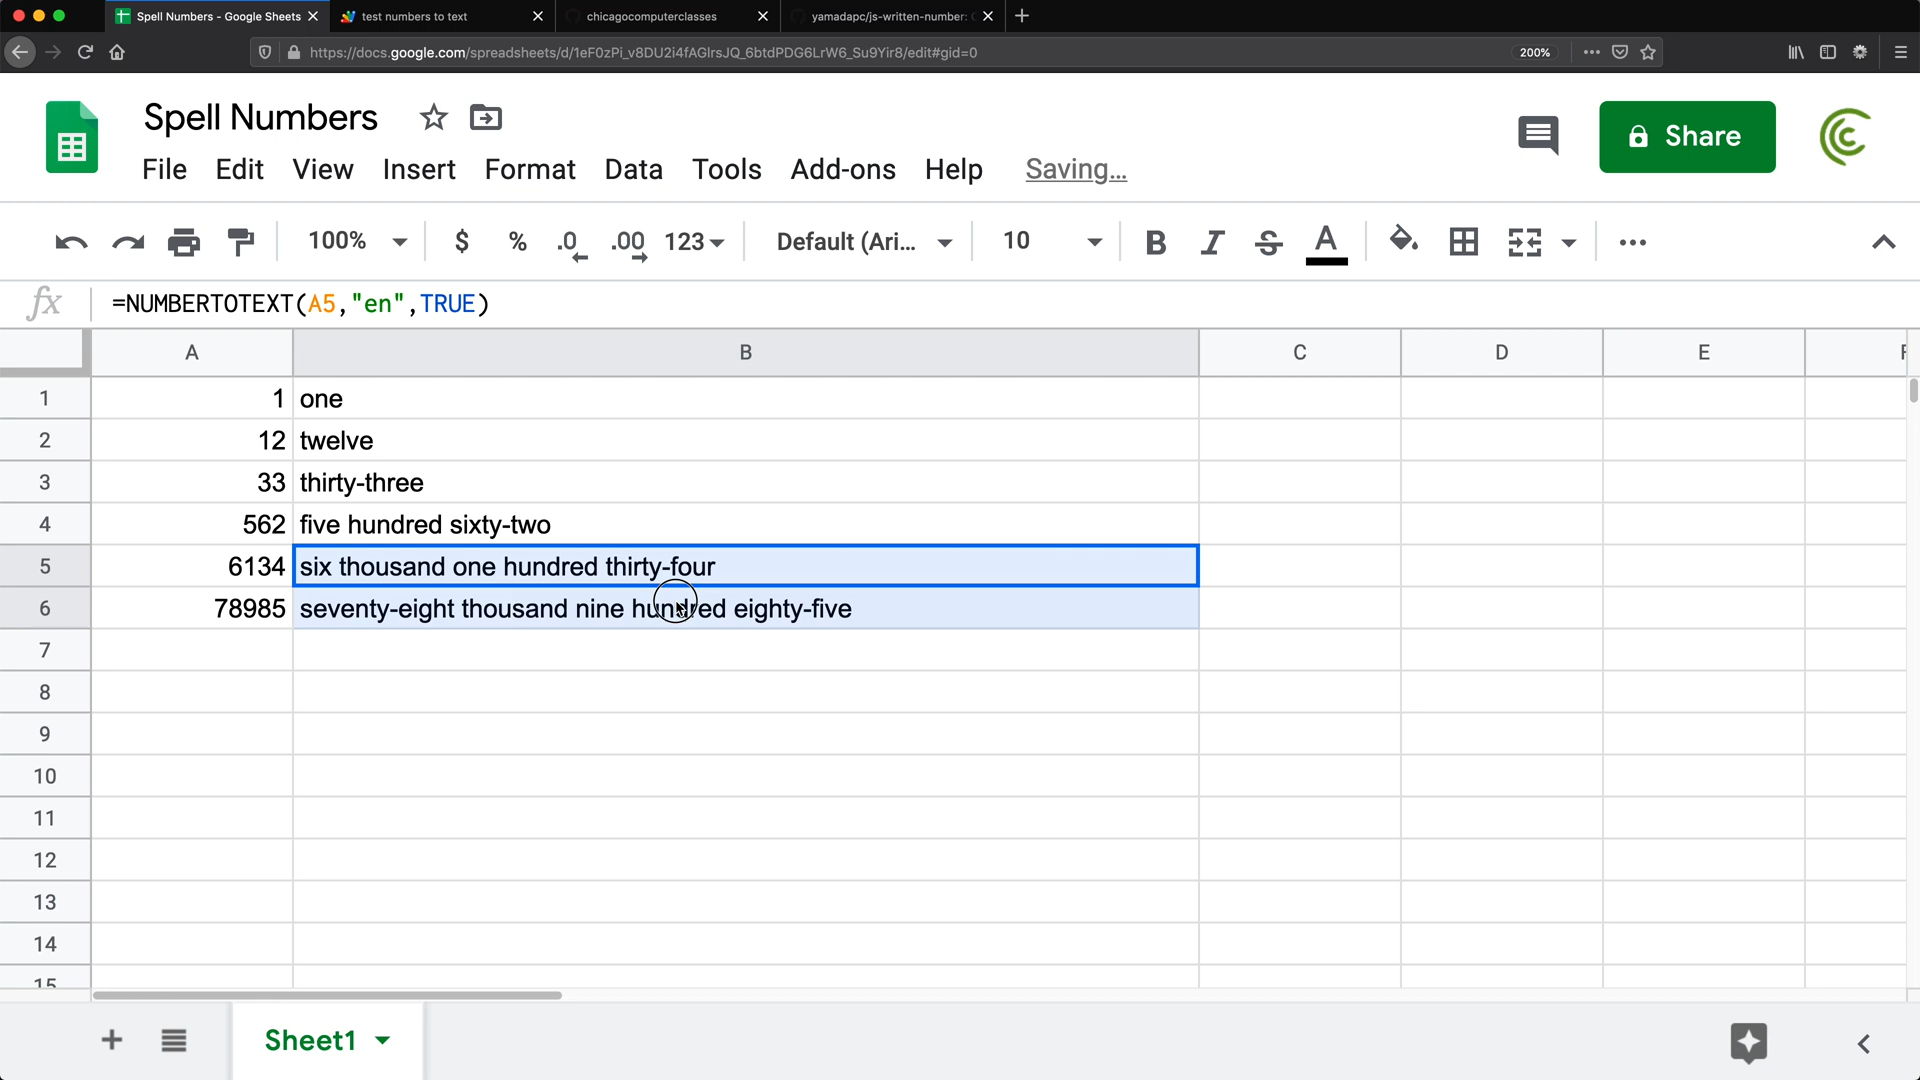 Spell Numbers - Google Sheets
test numbers to text
chicagocomputerclasses
yamadapc/js-written-number:
https://docs.google.com/spreadsheets/d/1eF0zPi_v8DU2i4fAGlrsJQ_6btdPDG6LrW6_Su9Yir8/edit#gid=0
200%
Spell Numbers
Share
File Edit View Insert Format Data Tools Add-ons Help Saving...
100% $ % .0 .00 123 Default (Ari... 10 B I S A
fx =NUMBERTOTEXT(A5,"en",TRUE)
A B C D E F
1 1 one
2 12 twelve
3 33 thirty-three
4 562 five hundred sixty-two
5 6134 six thousand one hundred thirty-four
6 78985 seventy-eight thousand nine hundred eighty-five
7
8
9
10
11
12
13
14
15
Sheet1